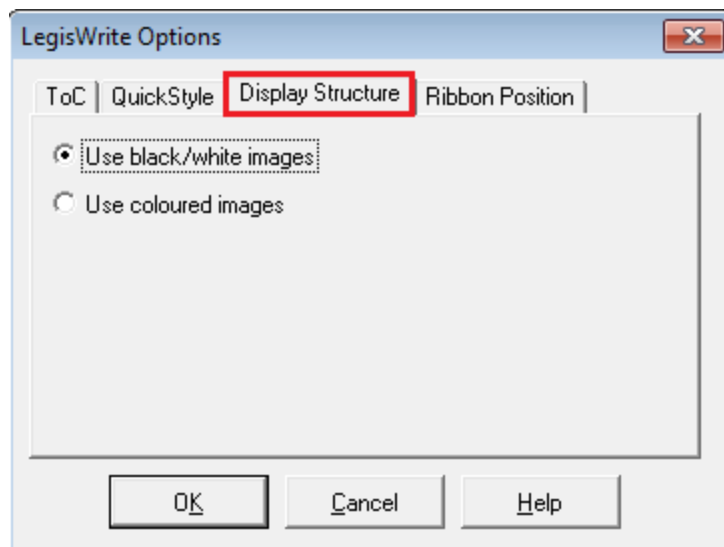 LegisWrite Options
ToC QuickStyle Display Structure Ribbon Position
Use black/white images
Use coloured images
OK Cancel Help